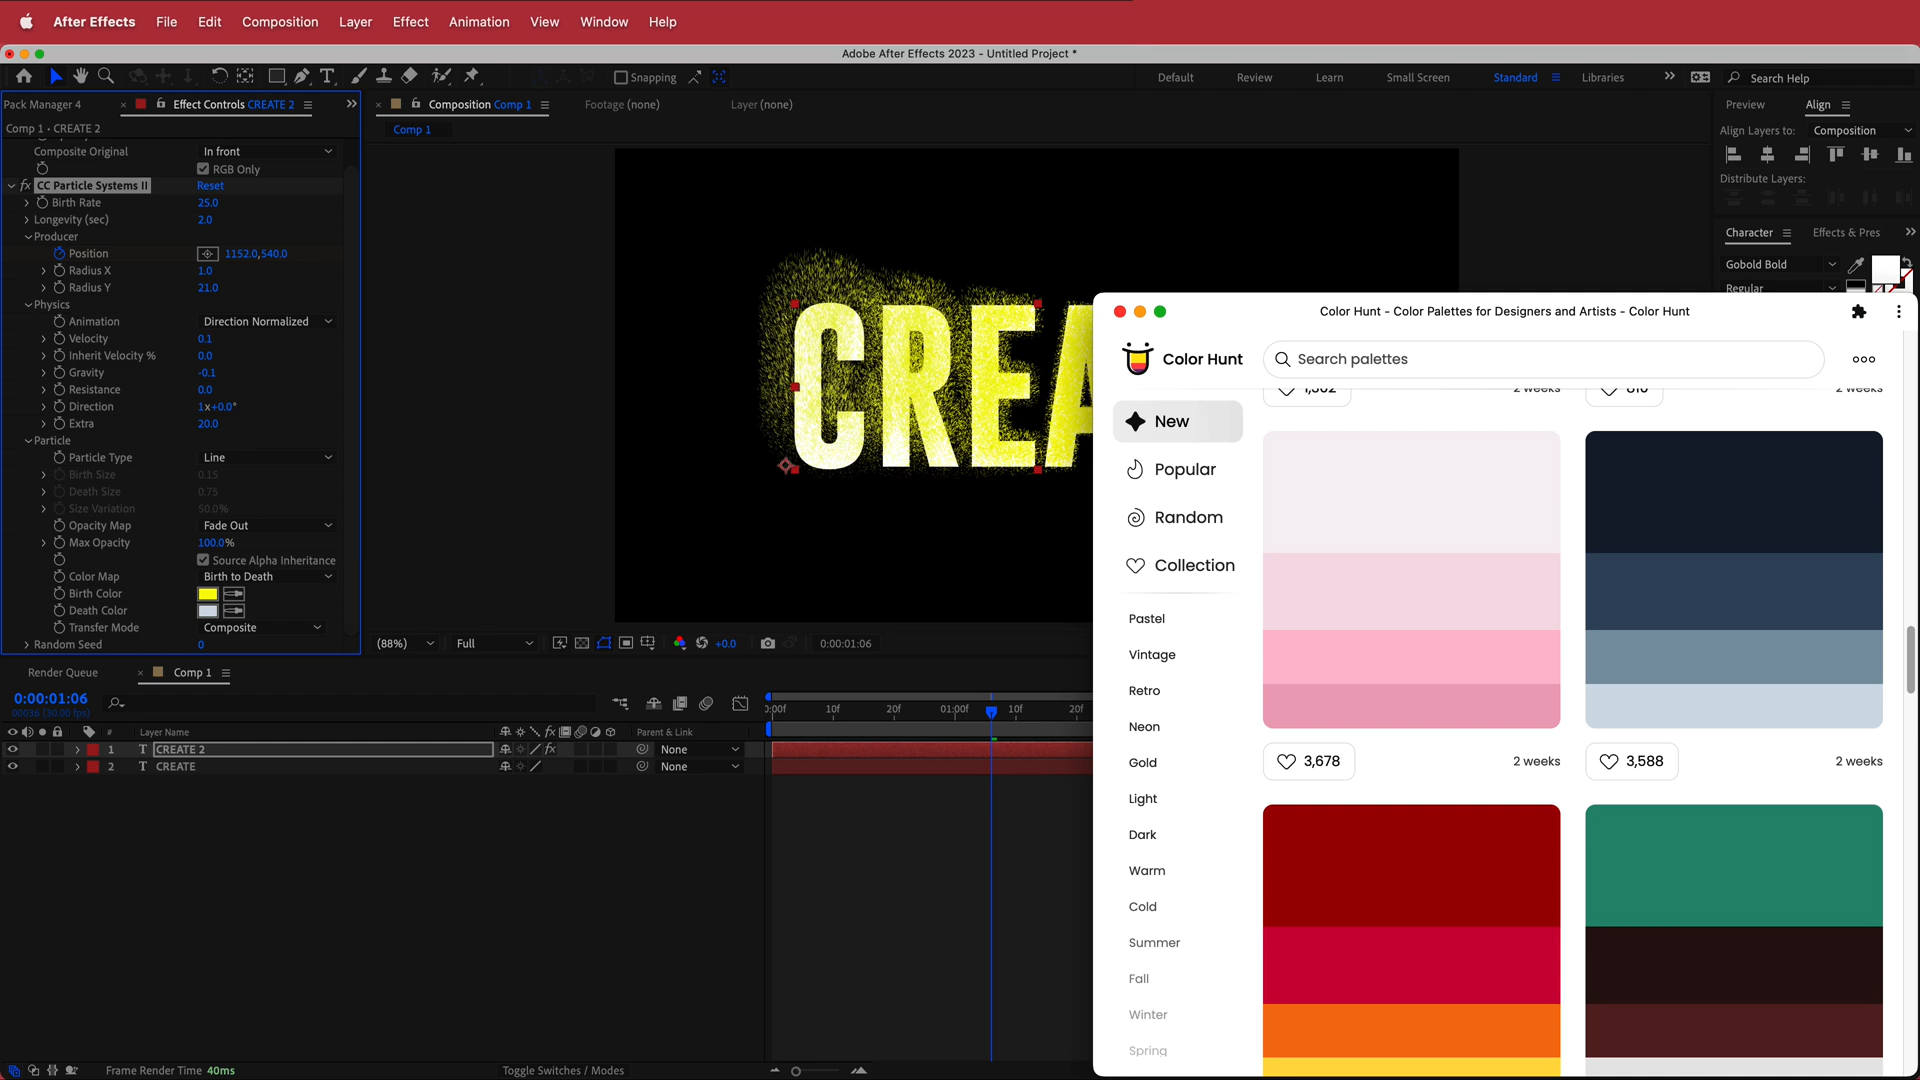 After Effects File Edit Composition Layer Effect Animation View Window Help
Adobe After Effects 2023 - Untitled Project *
Snapping
Default Review Learn Small Screen Standard Libraries
Search Help
Pack Manager 4
Effect Controls CREATE 2
Comp 1 • CREATE 2
Composite Original In front
RGB Only
fx CC Particle Systems II Reset
Birth Rate 25.0
Longevity (sec) 2.0
Producer
Position 1152.0,540.0
Radius X 1.0
Radius Y 21.0
Physics
Animation Direction Normalized
Velocity 0.1
Inherit Velocity % 0.0
Gravity -0.1
Resistance 0.0
Direction 1x+0.0°
Extra 20.0
Particle
Particle Type Line
Birth Size 0.15
Death Size 0.75
Size Variation 50.0%
Opacity Map Fade Out
Max Opacity 100.0%
Source Alpha Inheritance
Color Map Birth to Death
Birth Color
Death Color
Transfer Mode Composite
Random Seed 0
Composition Comp 1
Footage (none)
Layer (none)
Comp 1
CREA
(88%) Full +0.0 0:00:01:06
Preview Align
Align Layers to: Composition
Distribute Layers:
Character Effects & Pres
Gobold Bold
Regular
Color Hunt - Color Palettes for Designers and Artists - Color Hunt
Color Hunt
Search palettes
1,302 2 weeks
810 2 weeks
New
Popular
Random
Collection
Pastel
Vintage
Retro
Neon
Gold
Light
Dark
Warm
Cold
Summer
Fall
Winter
Spring
3,678 2 weeks
3,588 2 weeks
Render Queue
Comp 1
0:00:01:06
00036 (30.00 fps)
0:00f 10f 20f 01:00f 10f 20f
# Layer Name fx Parent & Link
1 T CREATE 2 fx None
2 T CREATE None
Frame Render Time 40ms
Toggle Switches / Modes